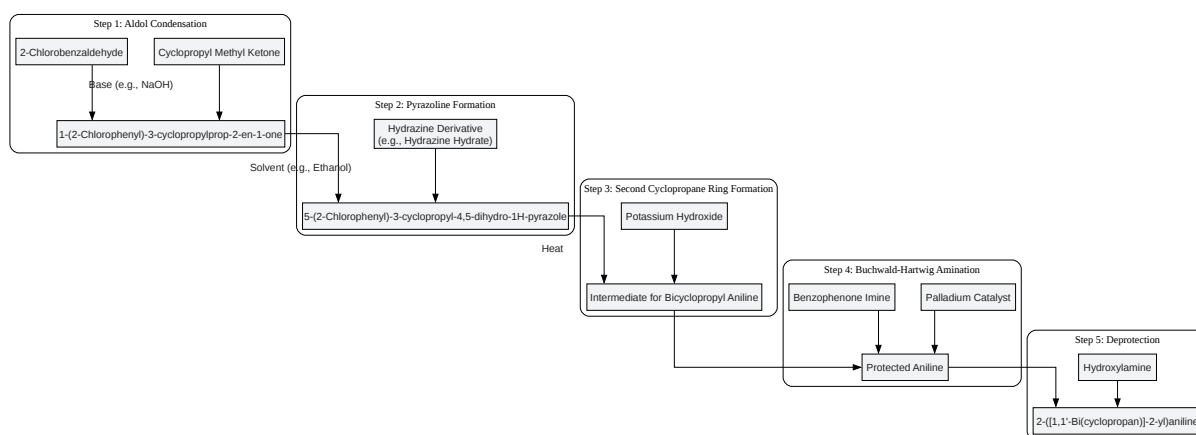 Step 1: Aldol Condensation
2-Chlorobenzaldehyde
Cyclopropyl Methyl Ketone
Base (e.g., NaOH)
1-(2-Chlorophenyl)-3-cyclopropylprop-2-en-1-one
Step 2: Pyrazoline Formation
Hydrazine Derivative
(e.g., Hydrazine Hydrate)
Solvent (e.g., Ethanol)
5-(2-Chlorophenyl)-3-cyclopropyl-4,5-dihydro-1H-pyrazole
Step 3: Second Cyclopropane Ring Formation
Potassium Hydroxide
Heat
Intermediate for Bicyclopropyl Aniline
Step 4: Buchwald-Hartwig Amination
Benzophenone Imine
Palladium Catalyst
Protected Aniline
Step 5: Deprotection
Hydroxylamine
2-([1,1'-Bi(cyclopropan)]-2-yl)aniline